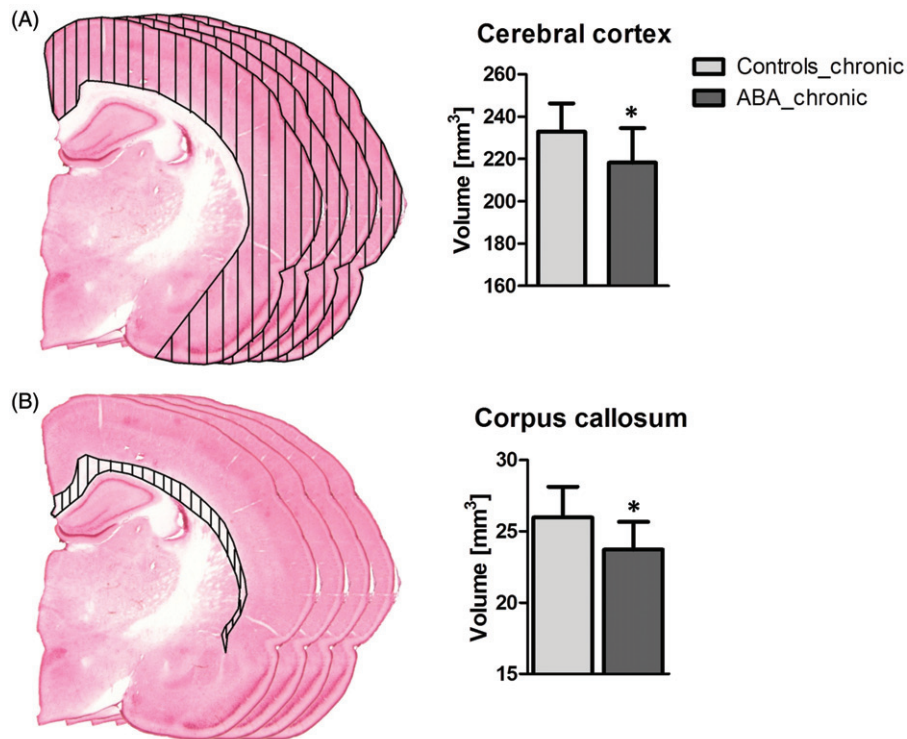 (A)
Cerebral cortex
Controls_chronic
ABA_chronic
Volume [mm³]
260
240
220
200
180
160
*
(B)
Corpus callosum
Volume [mm³]
30
25
20
15
*